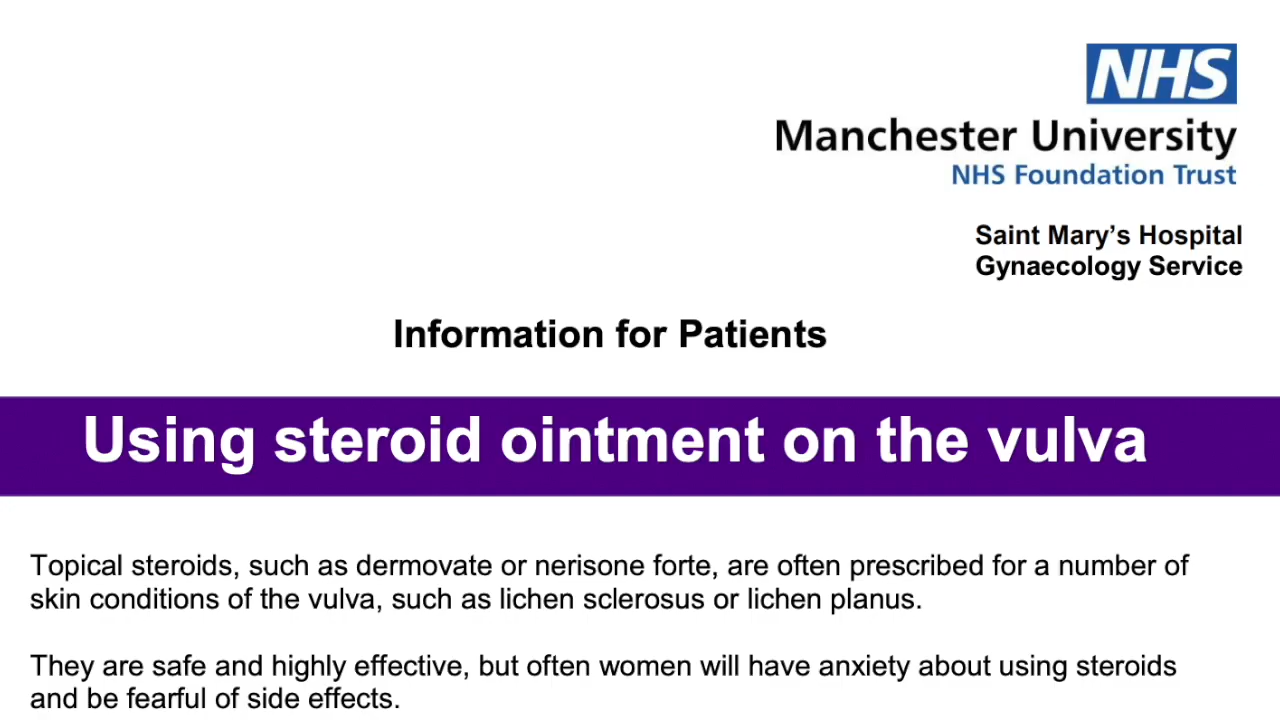 NHS
Manchester University
NHS Foundation Trust
Saint Mary’s Hospital
Gynaecology Service
Information for Patients
Using steroid ointment on the vulva
Topical steroids, such as dermovate or nerisone forte, are often prescribed for a number of
skin conditions of the vulva, such as lichen sclerosus or lichen planus.
They are safe and highly effective, but often women will have anxiety about using steroids
and be fearful of side effects.